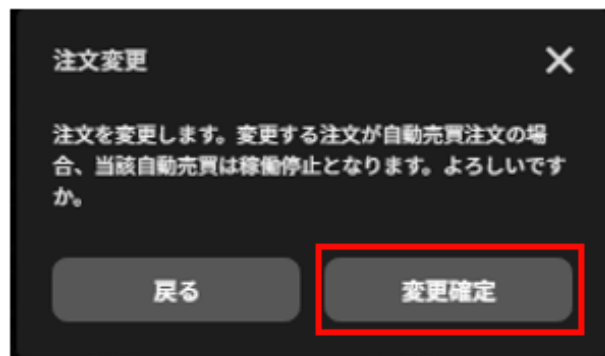 注文変更
注文を変更します。変更する注文が自動売買注文の場
合、当該自動売買は稼働停止となります。よろしいです
か。
戻る
変更確定